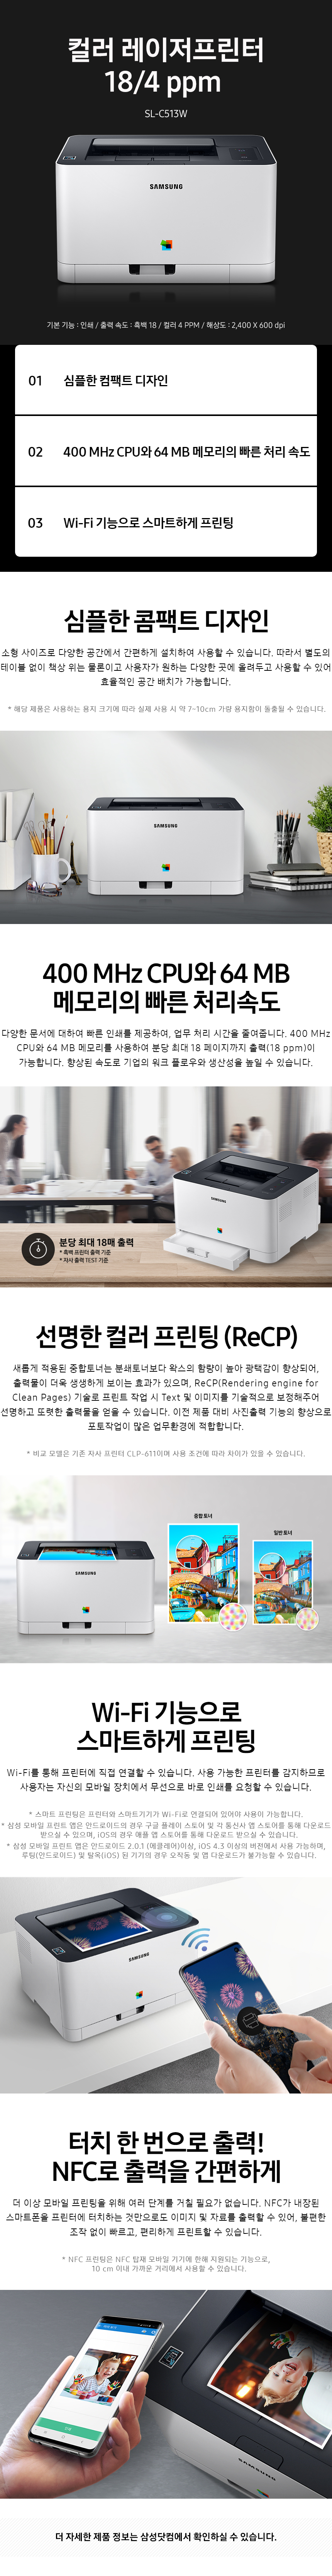 컬러 레이저프린터
18/4 ppm
SL-C513W
SAMSUNG
기본 기능 : 인쇄 / 출력 속도 : 흑백 18 / 컬러 4 PPM / 해상도 : 2,400 X 600 dpi
01 심플한 컴팩트 디자인
02 400 MHz CPU와 64 MB 메모리의 빠른 처리 속도
03 Wi-Fi 기능으로 스마트하게 프린팅
심플한 콤팩트 디자인
소형 사이즈로 다양한 공간에서 간편하게 설치하여 사용할 수 있습니다. 따라서 별도의
테이블 없이 책상 위는 물론이고 사용자가 원하는 다양한 곳에 올려두고 사용할 수 있어
효율적인 공간 배치가 가능합니다.
* 해당 제품은 사용하는 용지 크기에 따라 실제 사용 시 약 7~10cm 가량 용지함이 돌출될 수 있습니다.
SAMSUNG
400 MHz CPU와 64 MB
메모리의 빠른 처리속도
다양한 문서에 대하여 빠른 인쇄를 제공하여, 업무 처리 시간을 줄여줍니다. 400 MHz
CPU와 64 MB 메모리를 사용하여 분당 최대 18 페이지까지 출력(18 ppm)이
가능합니다. 향상된 속도로 기업의 워크 플로우와 생산성을 높일 수 있습니다.
SAMSUNG
분당 최대 18매 출력
* 흑백 프린터 출력 기준
* 자사 출력 TEST 기준
선명한 컬러 프린팅 (ReCP)
새롭게 적용된 중합토너는 분쇄토너보다 왁스의 함량이 높아 광택감이 향상되어,
출력물이 더욱 생생하게 보이는 효과가 있으며, ReCP(Rendering engine for
Clean Pages) 기술로 프린트 작업 시 Text 및 이미지를 기술적으로 보정해주어
선명하고 또렷한 출력물을 얻을 수 있습니다. 이전 제품 대비 사진출력 기능의 향상으로
포토작업이 많은 업무환경에 적합합니다.
* 비교 모델은 기존 자사 프린터 CLP-611이며 사용 조건에 따라 차이가 있을 수 있습니다.
중합토너
일반토너
SAMSUNG
Wi-Fi 기능으로
스마트하게 프린팅
Wi-Fi를 통해 프린터에 직접 연결할 수 있습니다. 사용 가능한 프린터를 감지하므로
사용자는 자신의 모바일 장치에서 무선으로 바로 인쇄를 요청할 수 있습니다.
* 스마트 프린팅은 프린터와 스마트기기가 Wi-Fi로 연결되어 있어야 사용이 가능합니다.
* 삼성 모바일 프린트 앱은 안드로이드의 경우 구글 플레이 스토어 및 각 통신사 앱 스토어를 통해 다운로드
받으실 수 있으며, IOS의 경우 애플 앱 스토어를 통해 다운로드 받으실 수 있습니다.
* 삼성 모바일 프린트 앱은 안드로이드 2.0.1 (에클레어)이상, iOS 4.3 이상의 버전에서 사용 가능하며,
루팅(안드로이드) 및 탈옥(iOS) 된 기기의 경우 오작동 및 앱 다운로드가 불가능할 수 있습니다.
SAMSUNG
터치 한 번으로 출력!
NFC로 출력을 간편하게
더 이상 모바일 프린팅을 위해 여러 단계를 거칠 필요가 없습니다. NFC가 내장된
스마트폰을 프린터에 터치하는 것만으로도 이미지 및 자료를 출력할 수 있어, 불편한
조작 없이 빠르고, 편리하게 프린트할 수 있습니다.
* NFC 프린팅은 NFC 탑재 모바일 기기에 한해 지원되는 기능으로,
10 cm 이내 가까운 거리에서 사용할 수 있습니다.
더 자세한 제품 정보는 삼성닷컴에서 확인하실 수 있습니다.